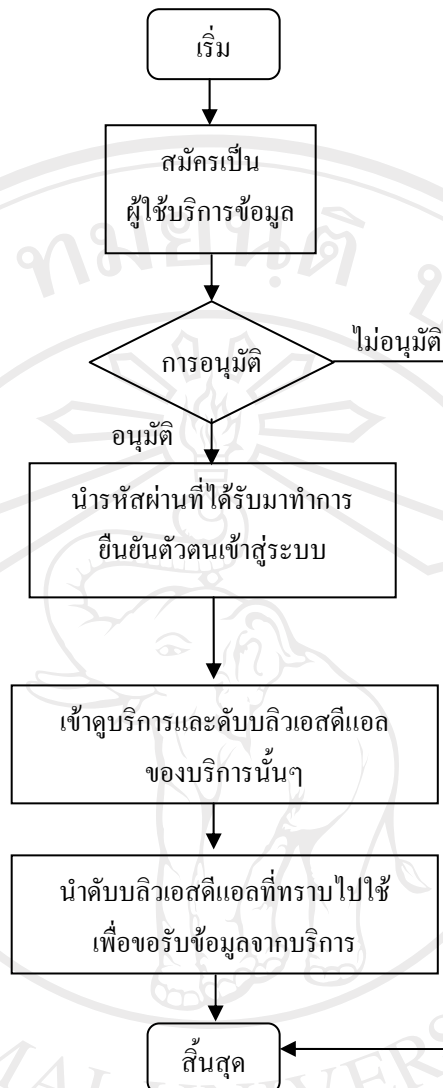 เริ่ม
สมัครเป็น
ผู้ใช้บริการข้อมูล
ทมยนฺติ
การอนุมัติ
ไม่อนุมัติ
อนุมัติ
นำรหัสผ่านที่ได้รับมาทำการ
ยืนยันตัวตนเข้าสู่ระบบ
เข้าดูบริการและดับบลิวเอสดีแอล
ของบริการนั้นๆ
นำดับบลิวเอสดีแอลที่ทราบไปใช้
เพื่อขอรับข้อมูลจากบริการ
สิ้นสุด